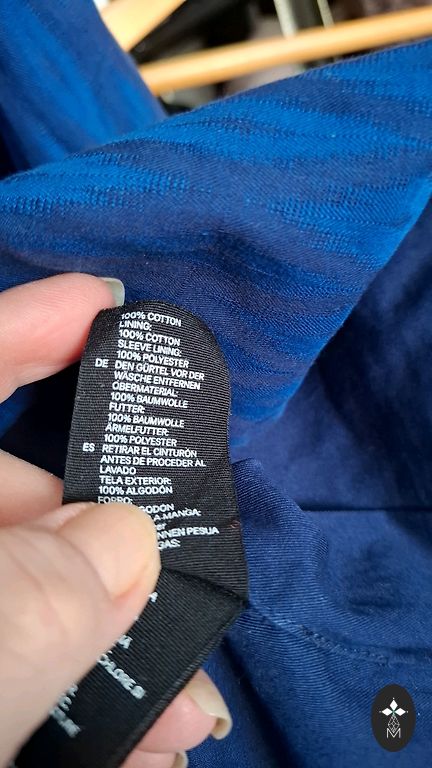 100% COTTON
LINING:
100% COTTON
SLEEVE LINING:
100% POLYESTER
DE DEN GÜRTEL VOR DER
WÄSCHE ENTFERNEN
OBERMATERIAL:
100% BAUMWOLLE
FUTTER:
100% BAUMWOLLE
ÄRMELFUTTER:
100% POLYESTER
ES RETIRAR EL CINTURÓN
ANTES DE PROCEDER AL
LAVADO
TELA EXTERIOR:
100% ALGODÓN
FORRO:
M